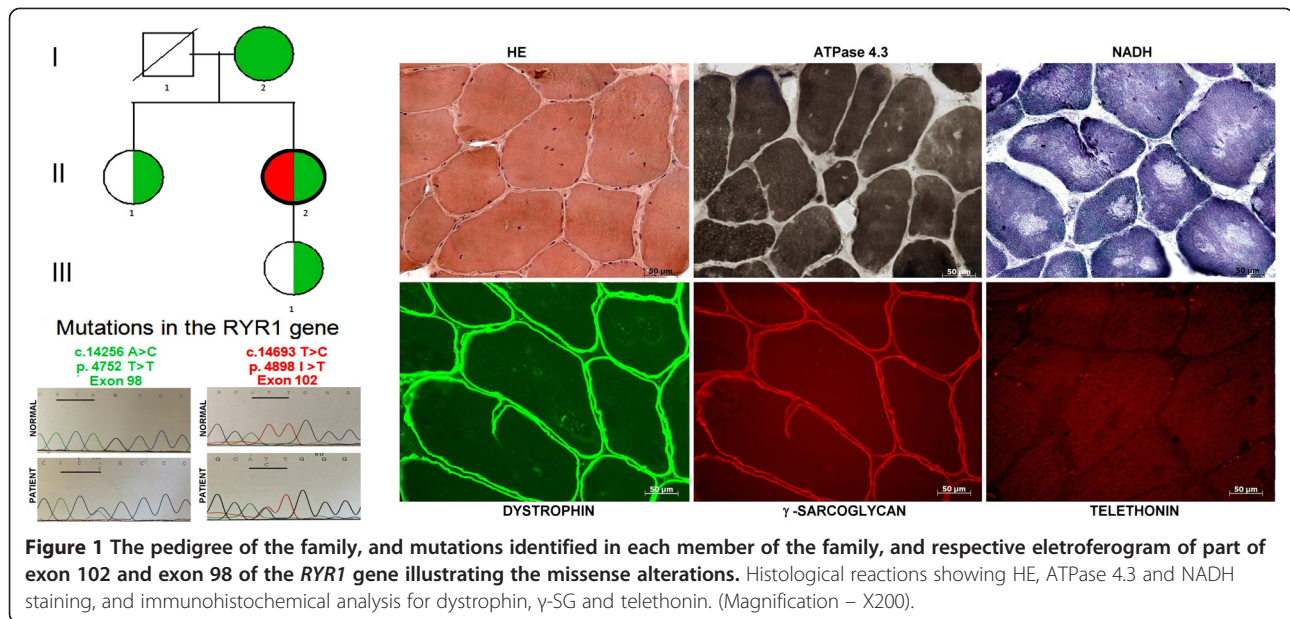 I
1
2
II
1
2
III
1
Mutations in the RYR1 gene
c.14256 A>C
p. 4752 T>T
Exon 98
c.14693 T>C
p. 4898 I >T
Exon 102
NORMAL
PATIENT
G C A T T G G G
C
HE
ATPase 4.3
NADH
50 µm
50 µm
50 µm
50 µm
50 µm
50 µm
DYSTROPHIN
γ -SARCOGLYCAN
TELETHONIN
Figure 1 The pedigree of the family, and mutations identified in each member of the family, and respective eletroferogram of part of
exon 102 and exon 98 of the RYR1 gene illustrating the missense alterations. Histological reactions showing HE, ATPase 4.3 and NADH
staining, and immunohistochemical analysis for dystrophin, γ-SG and telethonin. (Magnification – X200).